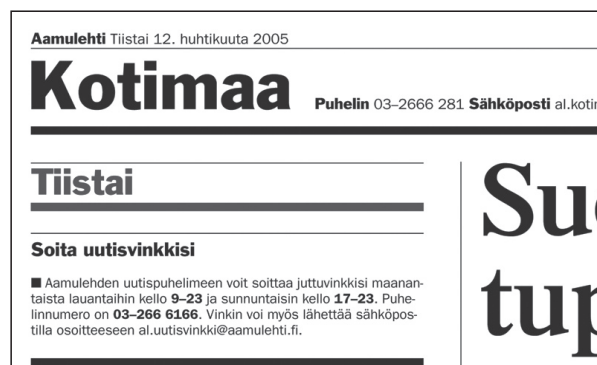 Aamulehti Tiistai 12. huhtikuuta 2005
Kotimaa
Puhelin 03–2666 281 Sähköposti
Tiistai
Soita uutisvinkkisi
■ Aamulehden uutispuhelimeen voit soittaa juttuvinkkisi maanan-
taista lauantaihin kello 9–23 ja sunnuntaisin kello 17–23. Puhe-
linnumero on 03–266 6166. Vinkin voi myös lähettää sähköpos-
tilla osoitteeseen al.uutisvinkki@aamulehti.fi.